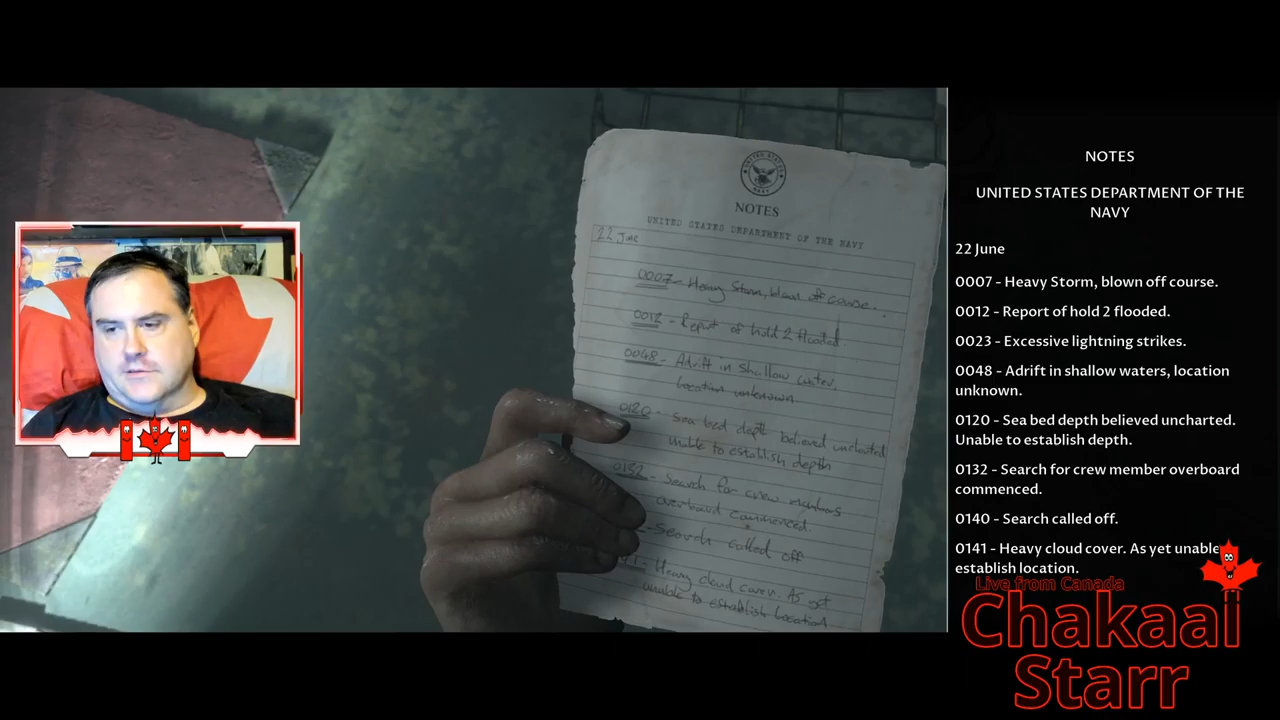 UNITED STATES
NAVY
NOTES
UNITED STATES DEPARTMENT OF THE NAVY
22 June
0007- Heavy Storm, blown off course.
0012 - Report of hold 2 flooded
0048 - Adrift in shallow water,
location unknown.
0120 - sea bed depth believed uncharted
unable to establish depth
0132 - Search for crew members
overboard commenced.
- Search called off
- Heavy cloud cover. As yet
unable to establish location
NOTES
UNITED STATES DEPARTMENT OF THE
NAVY
22 June
0007 - Heavy Storm, blown off course.
0012 - Report of hold 2 flooded.
0023 - Excessive lightning strikes.
0048 - Adrift in shallow waters, location
unknown.
0120 - Sea bed depth believed uncharted.
Unable to establish depth.
0132 - Search for crew member overboard
commenced.
0140 - Search called off.
0141 - Heavy cloud cover. As yet unable
establish location.
Live from Canada
Chakaal
Starr